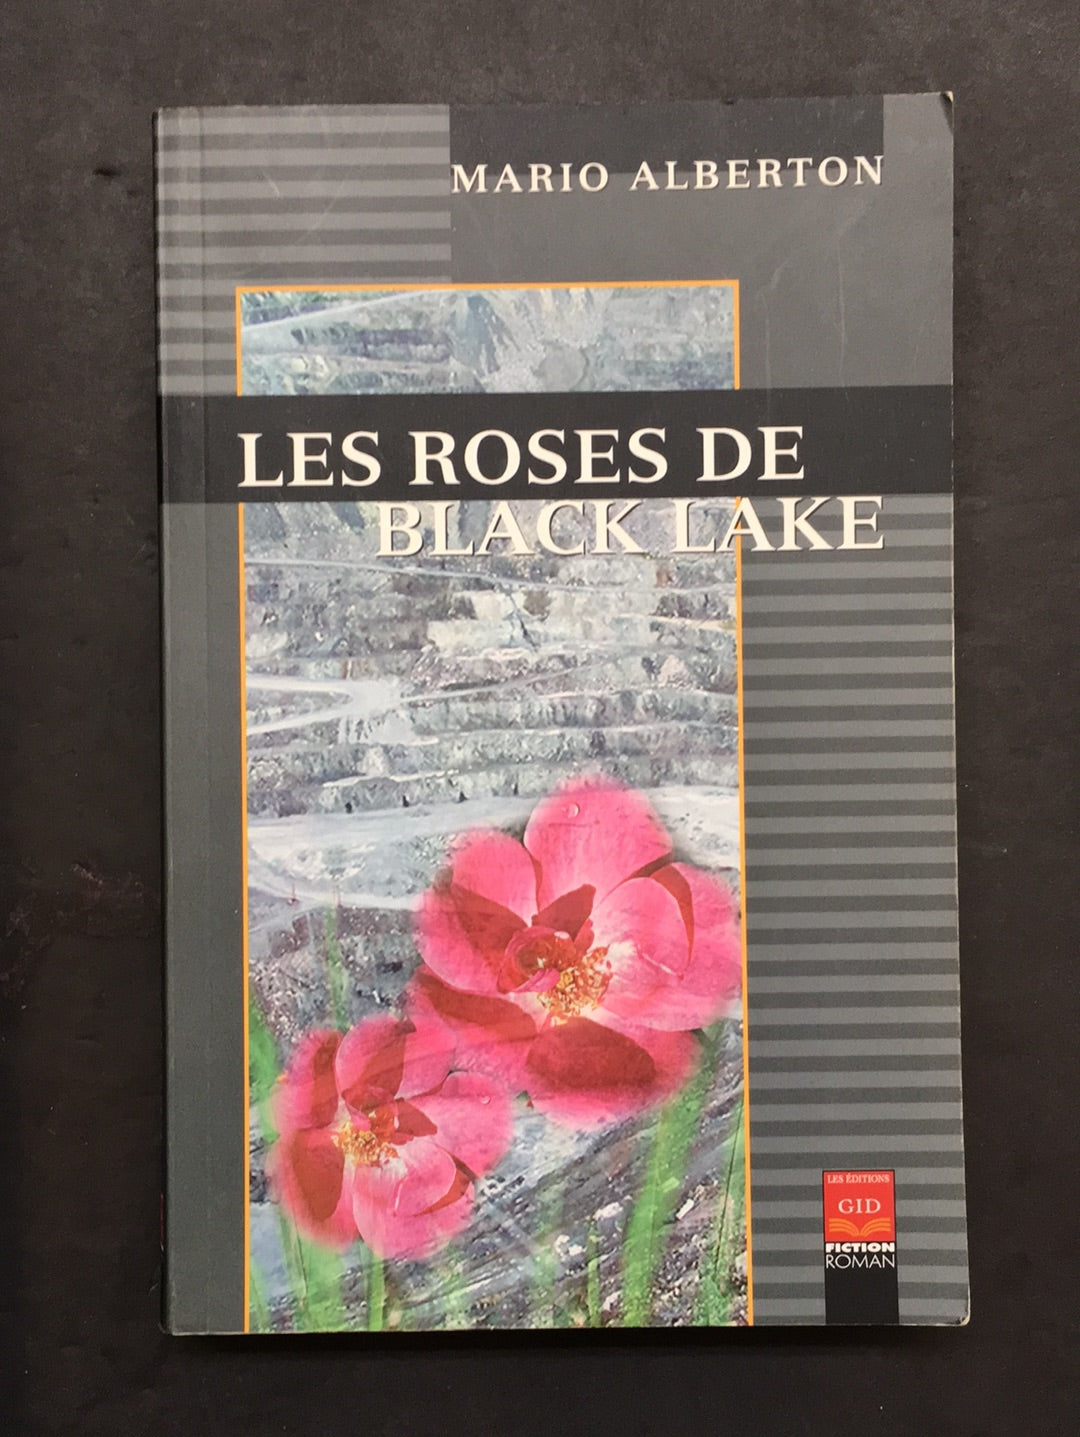 MARIO ALBERTON
LES ROSES DE
BLACK LAKE
LES ÉDITIONS
GID
FICTION
ROMAN